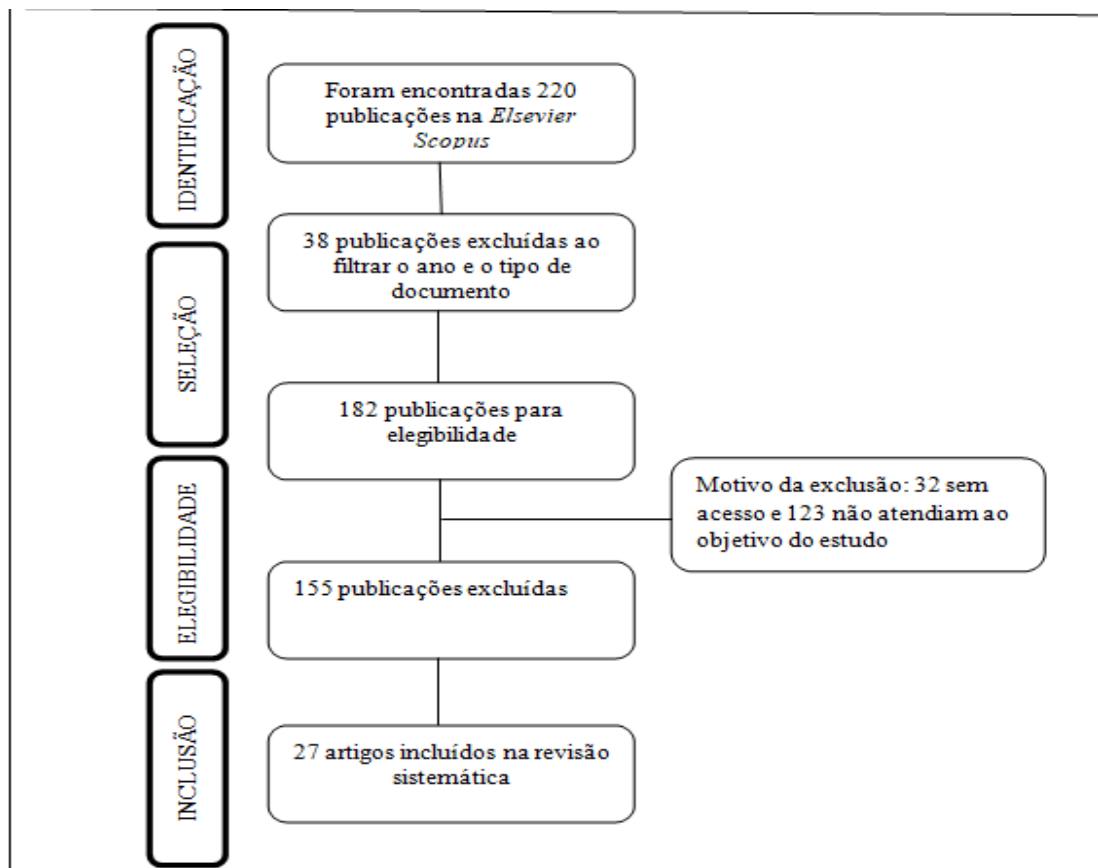 IDENTIFICAÇÃO
Foram encontradas 220
publicações na Elsevier
Scopus
38 publicações excluídas ao
filtrar o ano e o tipo de
documento
SELEÇÃO
182 publicações para
elegibilidade
Motivo da exclusão: 32 sem
acesso e 123 não atendiam ao
objetivo do estudo
ELEGIBILIDADE
155 publicações excluídas
INCLUSÃO
27 artigos incluídos na revisão
sistemática